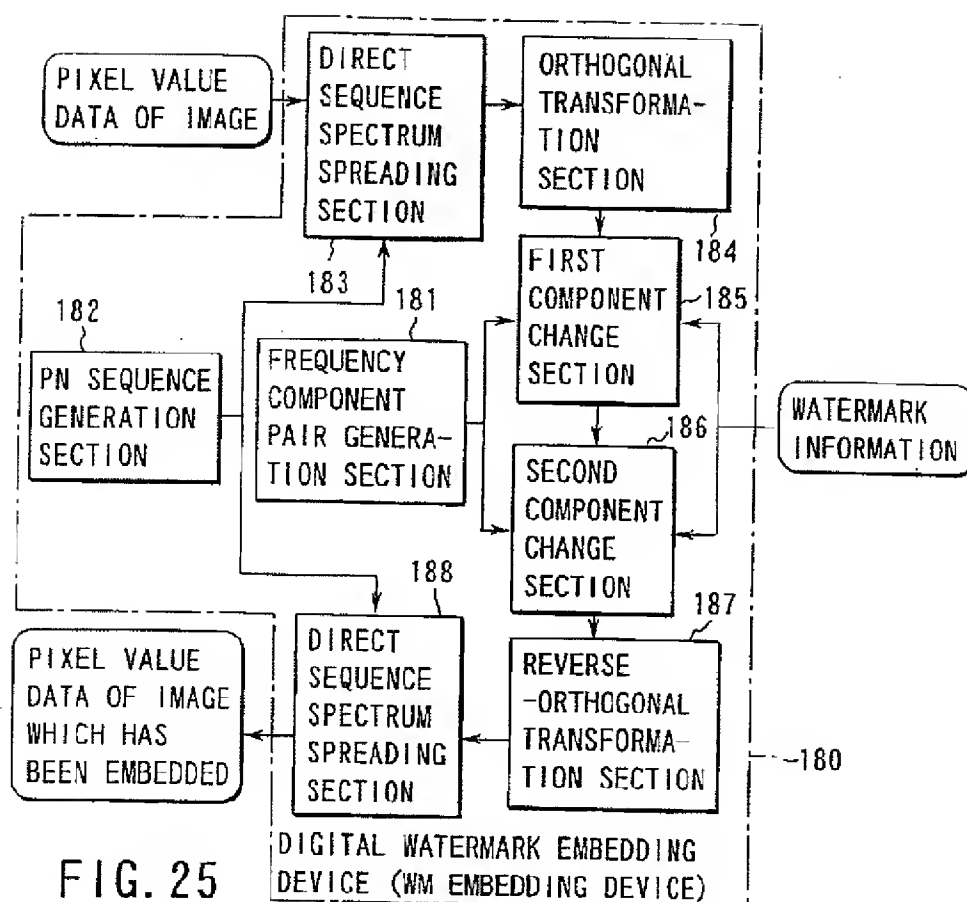 PIXEL VALUE
DATA OF IMAGE
DIRECT
SEQUENCE
SPECTRUM
SPREADING
SECTION
183
ORTHOGONAL
TRANSFORMA-
TION
SECTION
184
182
PN SEQUENCE
GENERATION
SECTION
181
FREQUENCY
COMPONENT
PAIR GENERA-
TION SECTION
FIRST
COMPONENT
CHANGE
SECTION
185
186
SECOND
COMPONENT
CHANGE
SECTION
WATERMARK
INFORMATION
187
REVERSE
-ORTHOGONAL
TRANSFORMA-
TION SECTION
188
DIRECT
SEQUENCE
SPECTRUM
SPREADING
SECTION
PIXEL VALUE
DATA OF IMAGE
WHICH HAS
BEEN EMBEDDED
180
DIGITAL WATERMARK EMBEDDING
DEVICE (WM EMBEDDING DEVICE)
FIG. 25